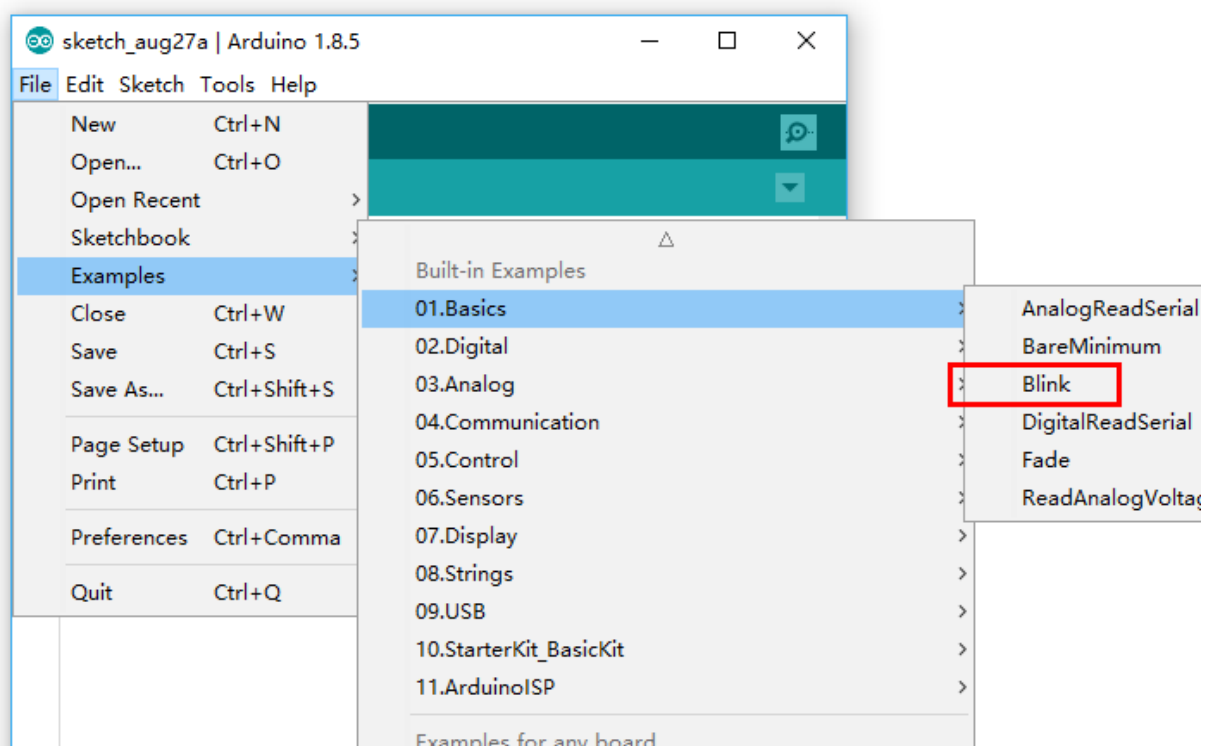 sketch_aug27a | Arduino 1.8.5
File Edit Sketch Tools Help
New Ctrl+N
Open... Ctrl+O
Open Recent
Sketchbook
Examples
Close Ctrl+W
Save Ctrl+S
Save As... Ctrl+Shift+S
Page Setup Ctrl+Shift+P
Print Ctrl+P
Preferences Ctrl+Comma
Quit Ctrl+Q
Built-in Examples
01.Basics
02.Digital
03.Analog
04.Communication
05.Control
06.Sensors
07.Display
08.Strings
09.USB
10.StarterKit_BasicKit
11.ArduinoISP
Examples for any board
AnalogReadSerial
BareMinimum
Blink
DigitalReadSerial
Fade
ReadAnalogVolta